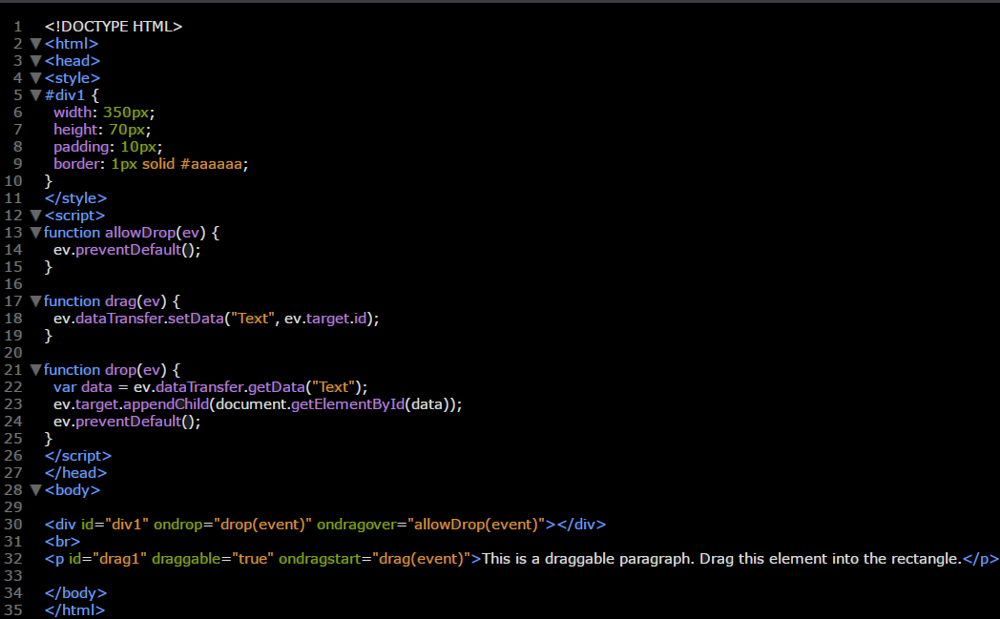 1 <!DOCTYPE HTML>
2 <html>
3 <head>
4 <style>
5 #div1 {
6   width: 350px;
7   height: 70px;
8   padding: 10px;
9   border: 1px solid #aaaaaa;
10 }
11 </style>
12 <script>
13 function allowDrop(ev) {
14   ev.preventDefault();
15 }
16
17 function drag(ev) {
18   ev.dataTransfer.setData("Text", ev.target.id);
19 }
20
21 function drop(ev) {
22   var data = ev.dataTransfer.getData("Text");
23   ev.target.appendChild(document.getElementById(data));
24   ev.preventDefault();
25 }
26 </script>
27 </head>
28 <body>
29
30 <div id="div1" ondrop="drop(event)" ondragover="allowDrop(event)"></div>
31 <br>
32 <p id="drag1" draggable="true" ondragstart="drag(event)">This is a draggable paragraph. Drag this element into the rectangle.</p>
33
34 </body>
35 </html>